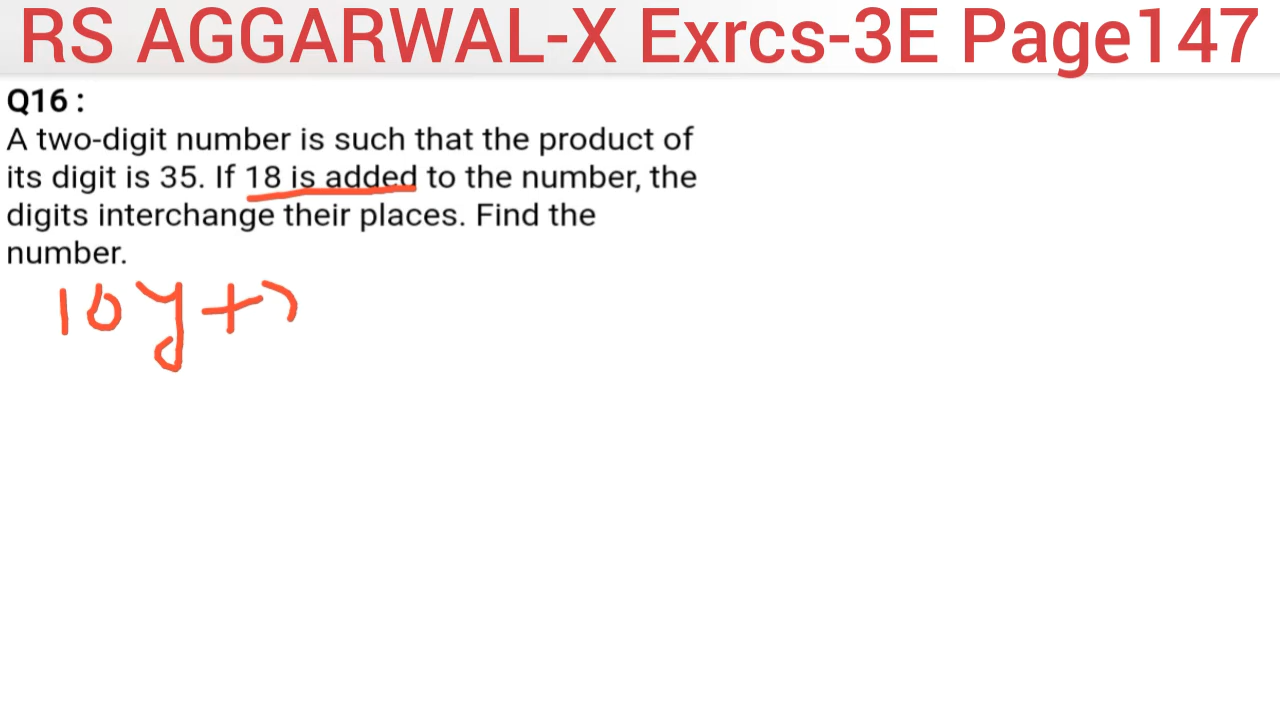 RS AGGARWAL-X Exrcs-3E Page147
Q16 :
A two-digit number is such that the product of
its digit is 35. If 18 is added to the number, the
digits interchange their places. Find the
number.
10y+